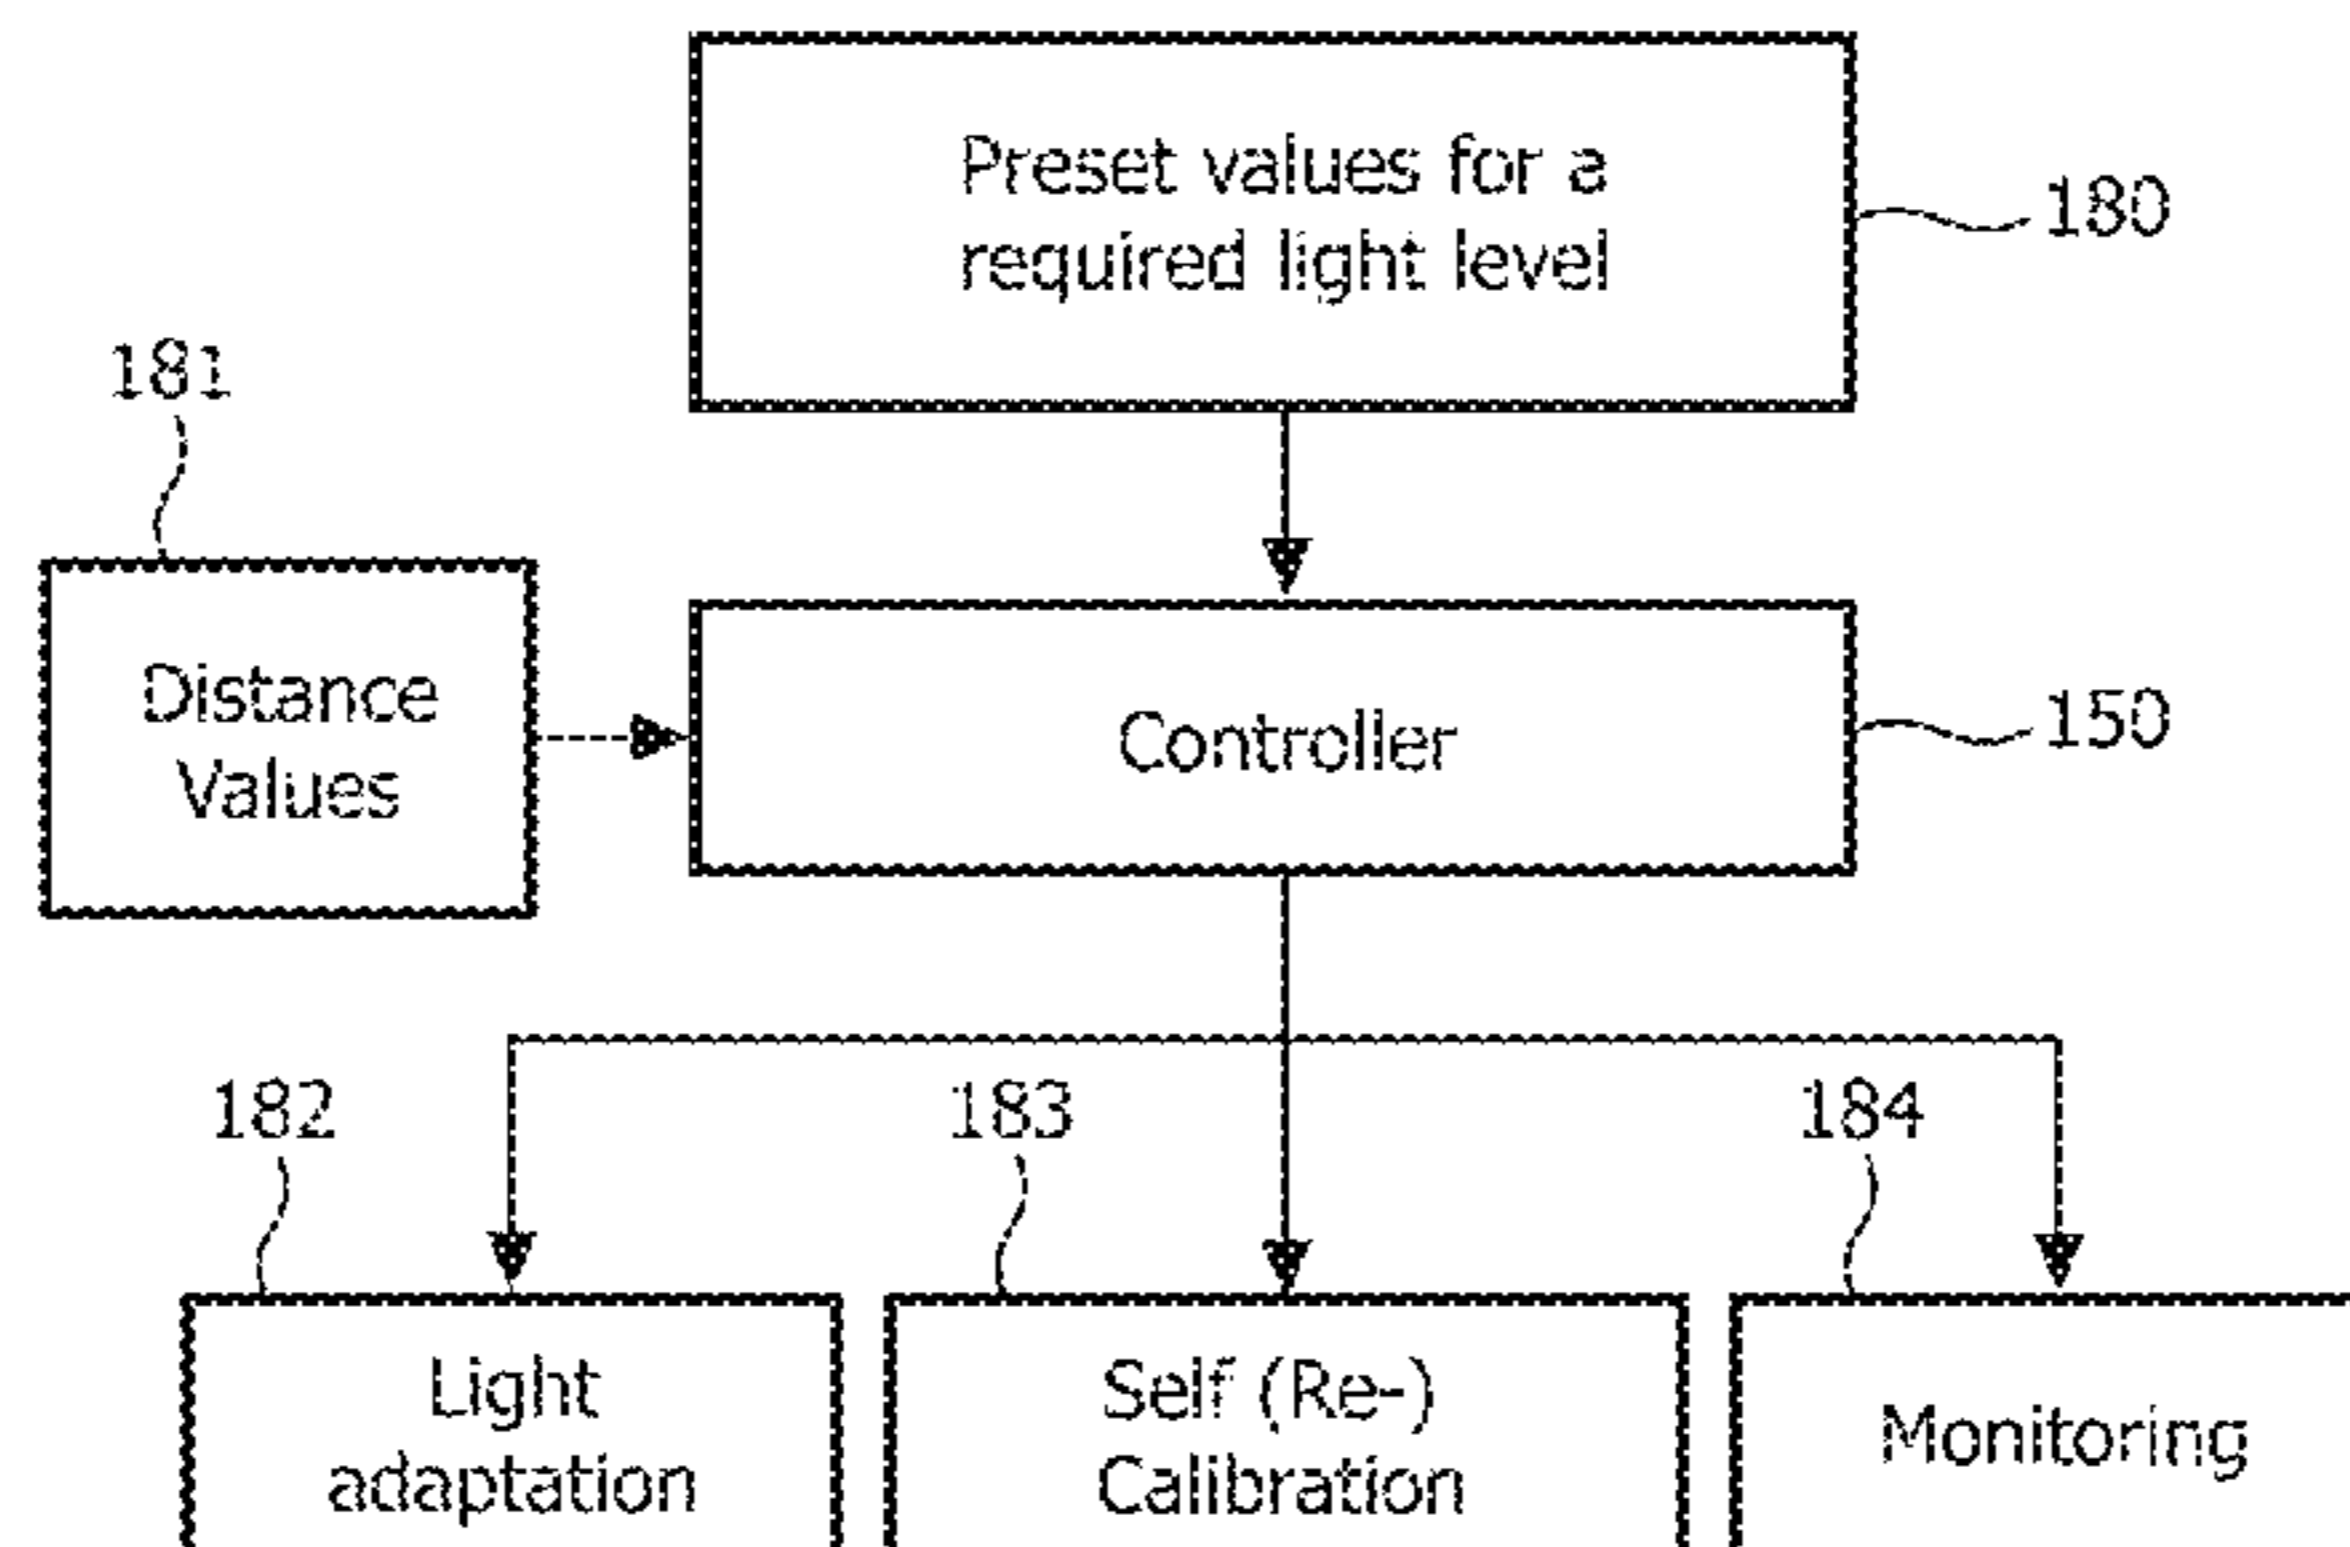 Preset values for a
required light level
180
181
Distance
Values
Controller
150
182
183
184
Light
adaptation
Self (Re-)
Calibration
Monitoring